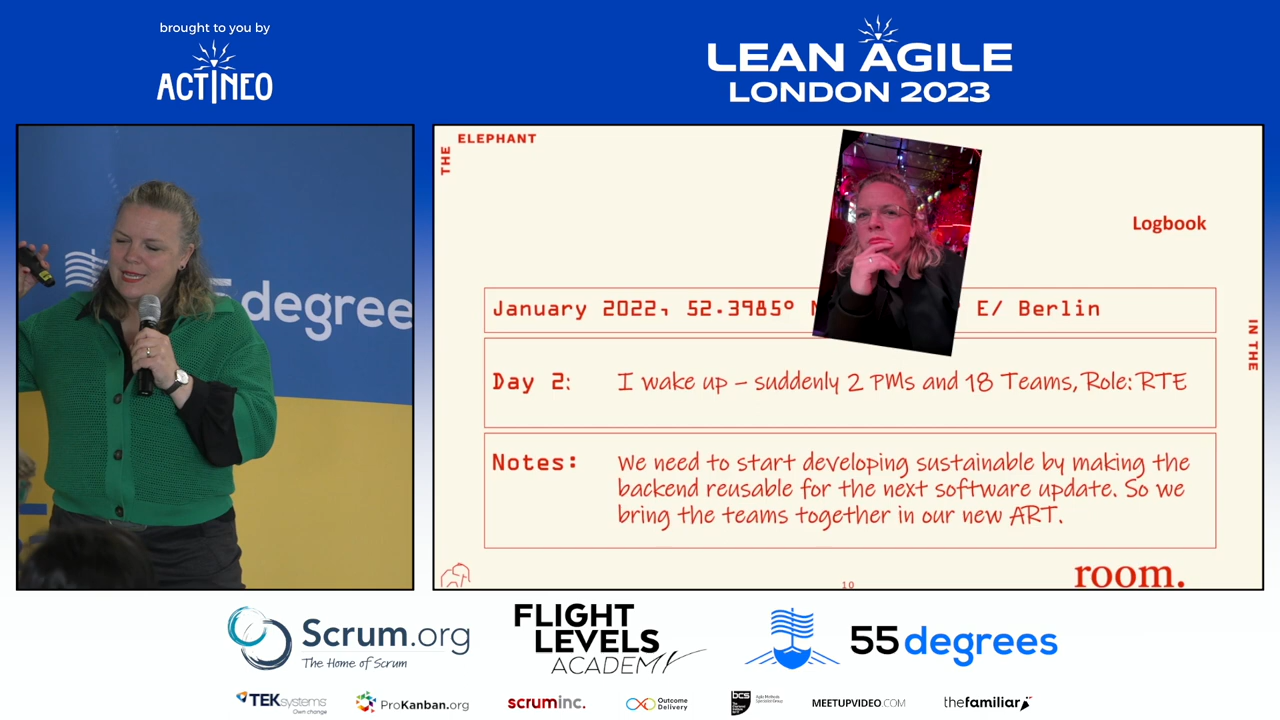 brought to you by
ACTINEO
LEAN AGILE
LONDON 2023
degree
THE
ELEPHANT
Logbook
January 2022, 52.3985° E/ Berlin
Day 2: I wake up – suddenly 2 PMs and 18 Teams, Role: RTE
Notes: We need to start developing sustainable by making the
backend reusable for the next software update. So we
bring the teams together in our new ART.
IN THE
room.
10
Scrum.org
The Home of Scrum
FLIGHT
LEVELS
ACADEMY
55degrees
TEKsystems
Own change
ProKanban.org
scruminc.
Outcome
Delivery
bcs
MEETUPVIDEO.COM
thefamiliar